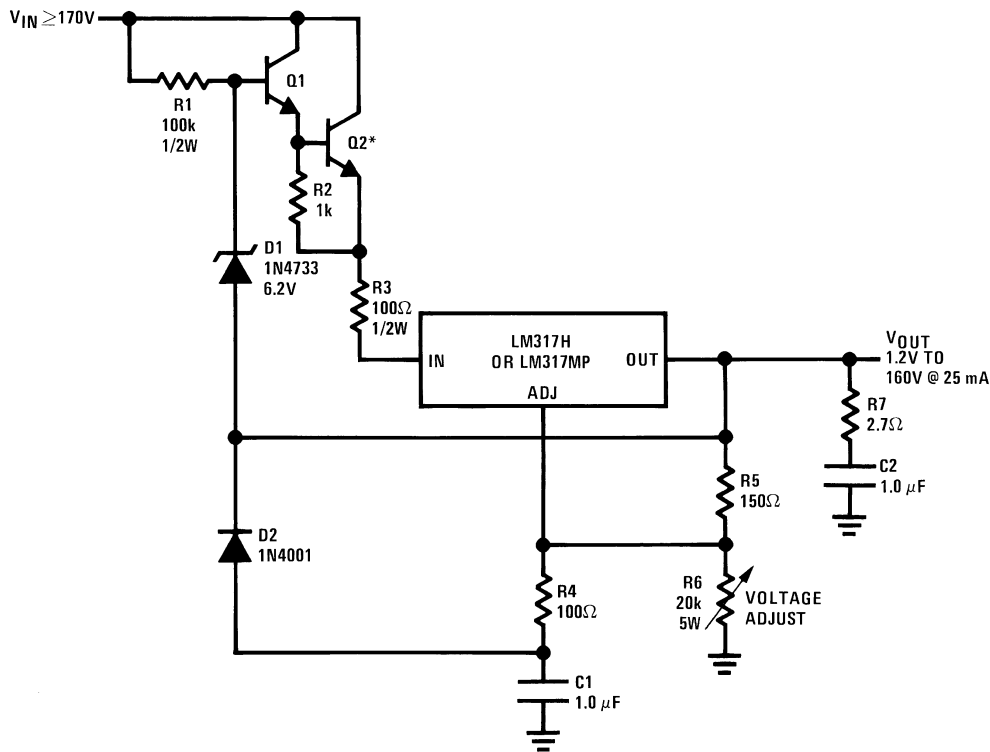 VIN ≥170V
R1
100k
1/2W
Q1
Q2*
R2
1k
D1
1N4733
6.2V
R3
100Ω
1/2W
LM317H
OR LM317MP
IN
OUT
ADJ
VOUT
1.2V TO
160V @ 25 mA
R7
2.7Ω
C2
1.0 μF
R5
150Ω
D2
1N4001
R4
100Ω
R6
20k
5W
VOLTAGE
ADJUST
C1
1.0 μF